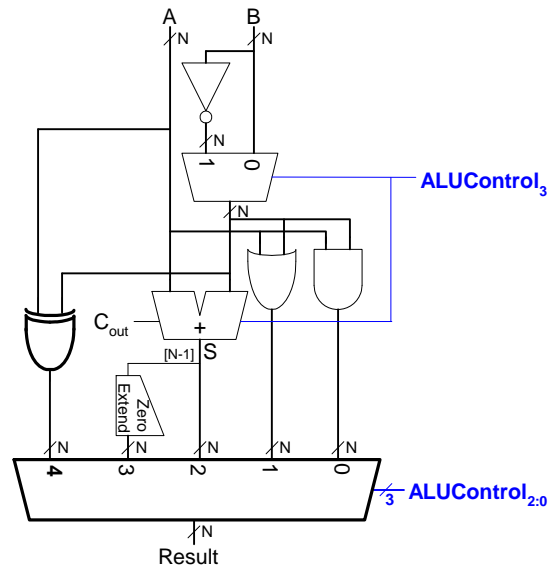 A B
N N
N
1 0
ALUControl3
N
Cout
+
[N-1] S
Zero
Extend
N N N N N
4 3 2 1 0
3 ALUControl2:0
N
Result